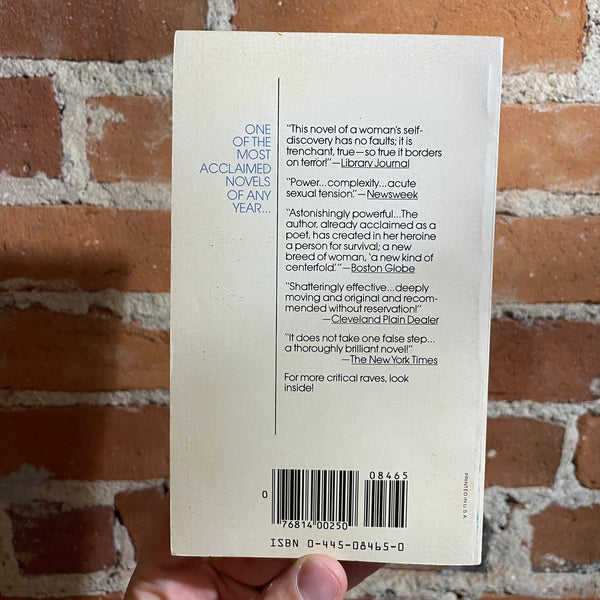 ONE
OF THE
MOST
ACCLAIMED
NOVELS
OF ANY
YEAR...
"This novel of a woman's self-
discovery has no faults; it is
trenchant, true—so true it borders
on terror!"—Library Journal
"Power...complexity...acute
sexual tension."—Newsweek
"Astonishingly powerful...The
author, already acclaimed as a
poet, has created in her heroine
a person for survival; a new
breed of woman, 'a new kind of
centerfold.'"—Boston Globe
"Shatteringly effective...deeply
moving and original and recom-
mended without reservation!"
—Cleveland Plain Dealer
"It does not take one false step...
a thoroughly brilliant novel!"
—The New York Times
For more critical raves, look
inside!
08465
0
76814 00250
ISBN 0-445-08465-0
PRINTED IN U.S.A.